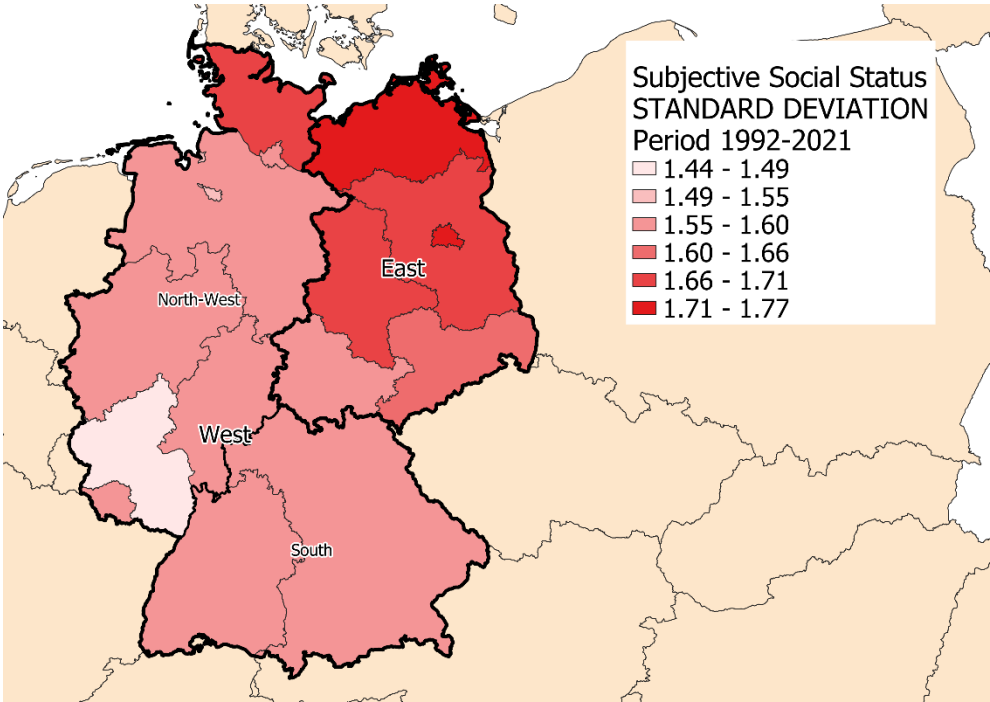 Subjective Social Status
STANDARD DEVIATION
Period 1992-2021
1.44 - 1.49
1.49 - 1.55
1.55 - 1.60
1.60 - 1.66
1.66 - 1.71
1.71 - 1.77
East
North-West
West
South